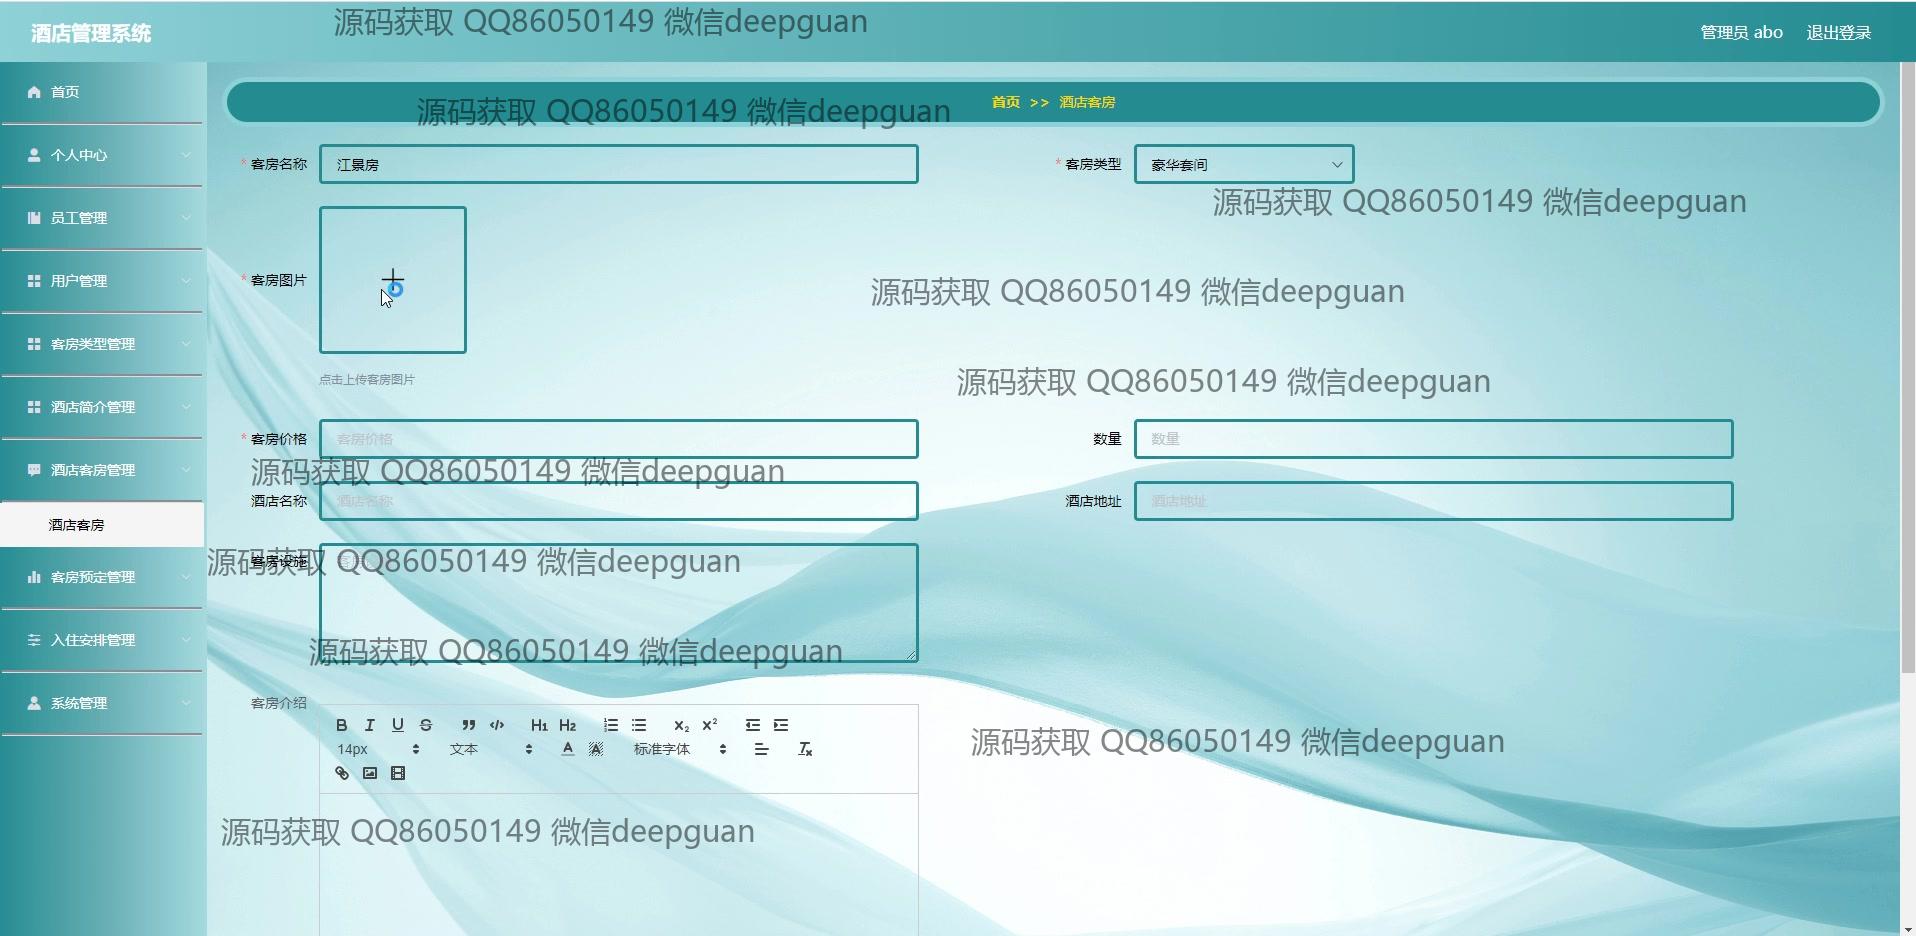 酒店管理系统
源码获取 QQ86050149 微信deepguan
管理员 abo
退出登录
首页
个人中心
员工管理
用户管理
客房类型管理
酒店简介管理
酒店客房管理
酒店客房
客房预定管理
入住安排管理
系统管理
源码获取 QQ86050149 微信deepguan
首页 >> 酒店客房
* 客房名称 江景房
* 客房类型 豪华套间
源码获取 QQ86050149 微信deepguan
* 客房图片
源码获取 QQ86050149 微信deepguan
点击上传客房图片
源码获取 QQ86050149 微信deepguan
* 客房价格 客房价格
数量 数量
源码获取 QQ86050149 微信deepguan
酒店名称 酒店名称
酒店地址 酒店地址
客房设施
源码获取 QQ86050149 微信deepguan
源码获取 QQ86050149 微信deepguan
客房介绍
B I U S H1 H2 X2 X2
14px 文本 A A 标准字体 Tx
源码获取 QQ86050149 微信deepguan
源码获取 QQ86050149 微信deepguan